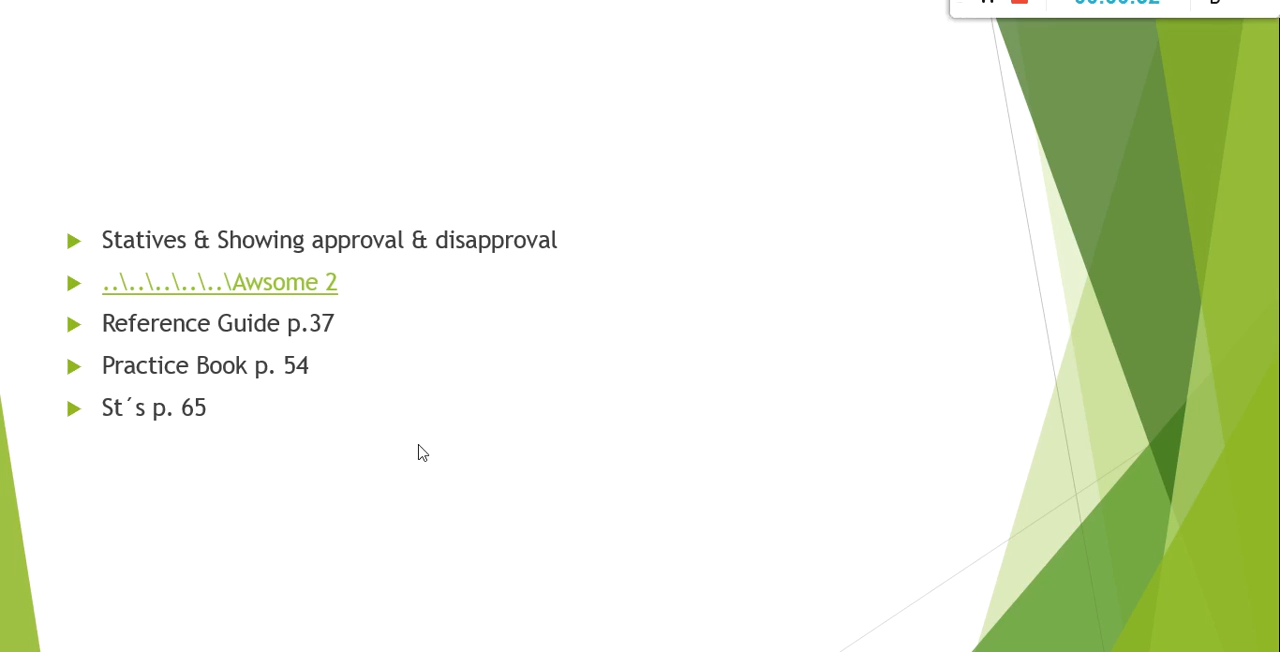 Statives & Showing approval & disapproval
..\..\..\..\..\Awsome 2
Reference Guide p.37
Practice Book p. 54
St´s p. 65